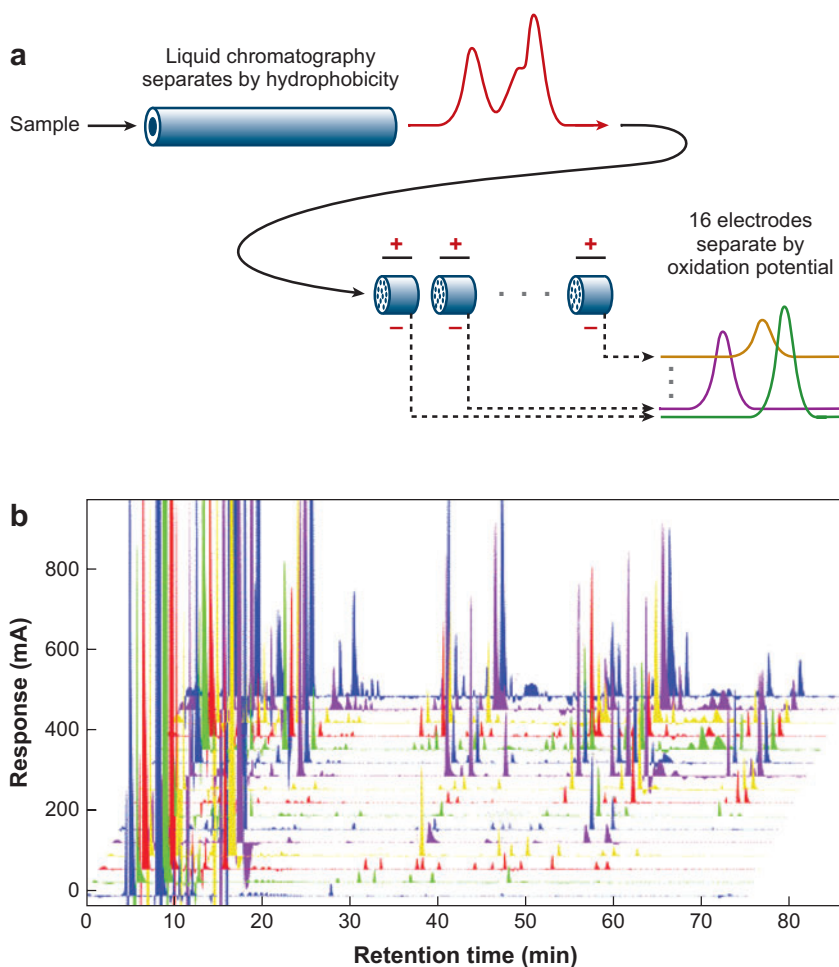 a
Liquid chromatography
separates by hydrophobicity
Sample
+ + +
− − −
16 electrodes
separate by
oxidation potential
b
Response (mA)
800
600
400
200
0
0 10 20 30 40 50 60 70 80
Retention time (min)